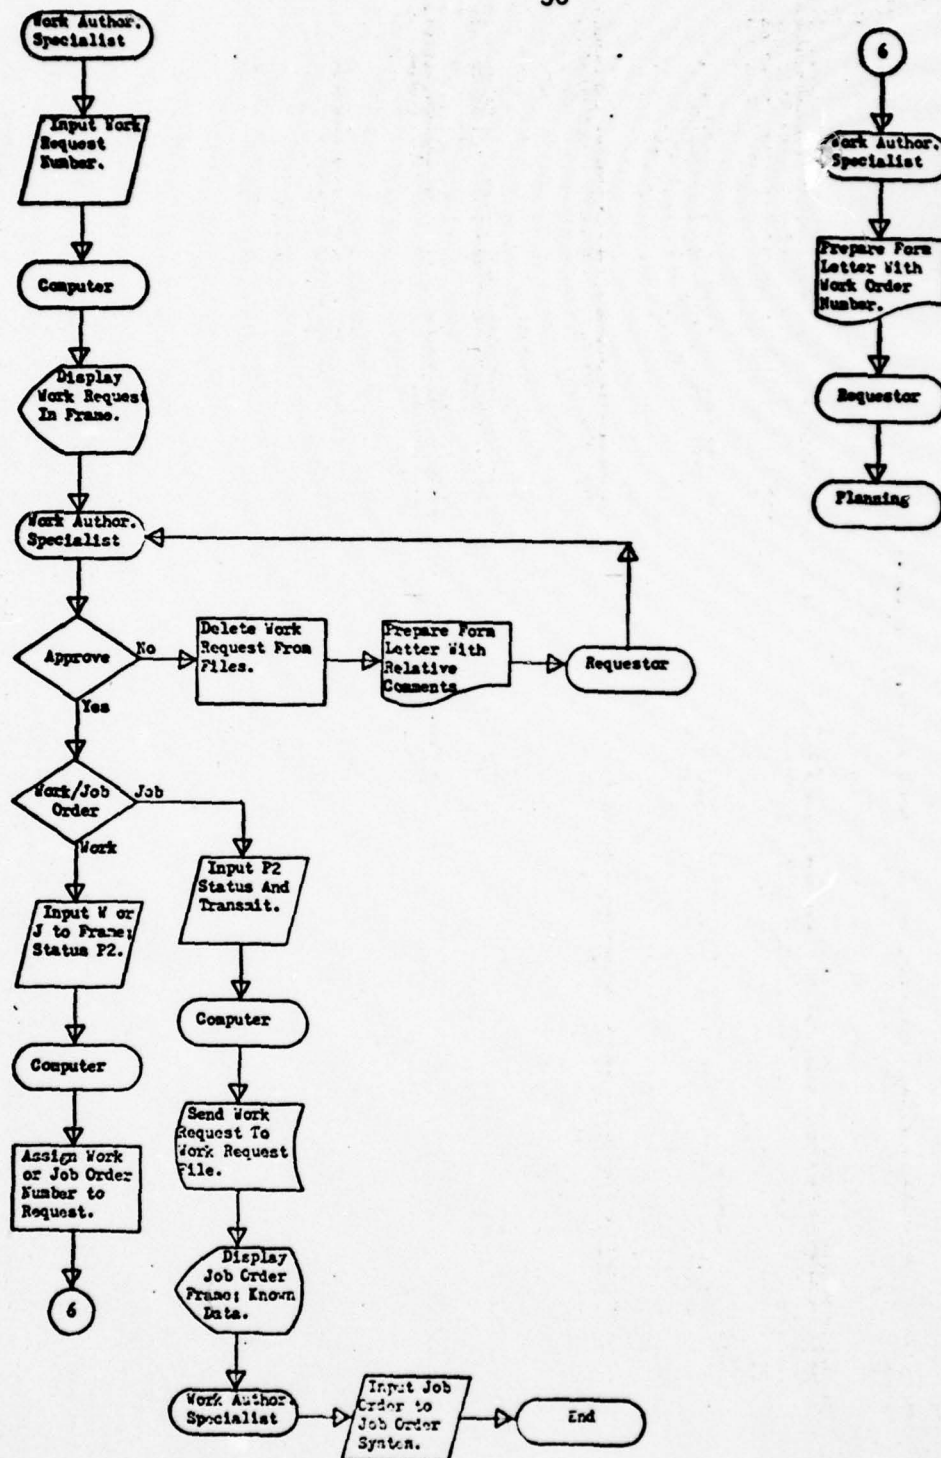 Work Author.
Specialist
Input Work
Request
Number.
Computer
Display
Work Request
In Frame.
Work Author.
Specialist
Approve
No
Yes
Delete Work
Request From
Files.
Prepare Form
Letter With
Relative
Comments
Requestor
Work/Job
Order
Job
Work
Input W or
J to Frame;
Status P2.
Computer
Assign Work
or Job Order
Number to
Request.
6
Input P2
Status And
Transmit.
Computer
Send Work
Request To
Work Request
File.
Display
Job Order
Frame; Known
Data.
Work Author.
Specialist
Input Job
Order to
Job Order
System.
End
6
Work Author.
Specialist
Prepare Form
Letter With
Work Order
Number.
Requestor
Planning